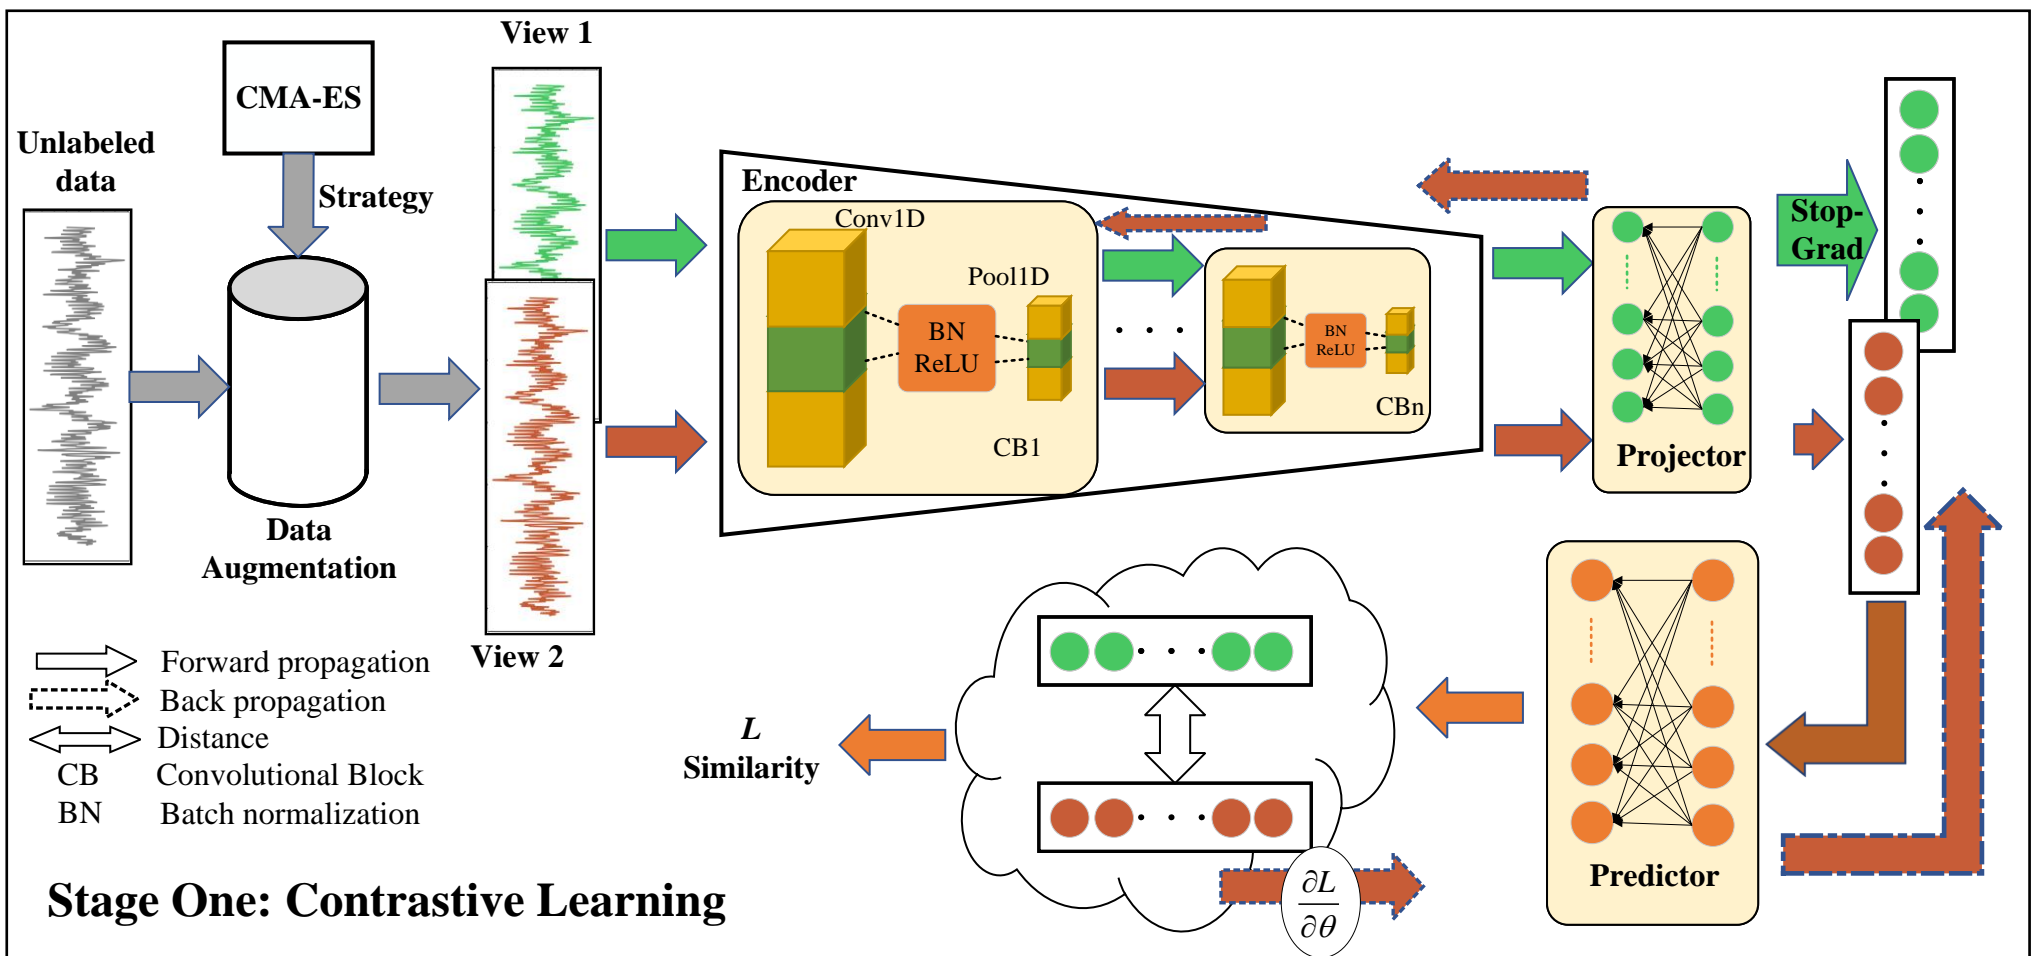 View 1
CMA-ES
Unlabeled
data
Strategy
Data
Augmentation
View 2
Encoder
Conv1D
Pool1D
BN
ReLU
CB1
. . .
BN
ReLU
CBn
Projector
Stop-
Grad
Predictor
L
Similarity
∂L
∂θ
Forward propagation
Back propagation
Distance
CB Convolutional Block
BN Batch normalization
Stage One: Contrastive Learning